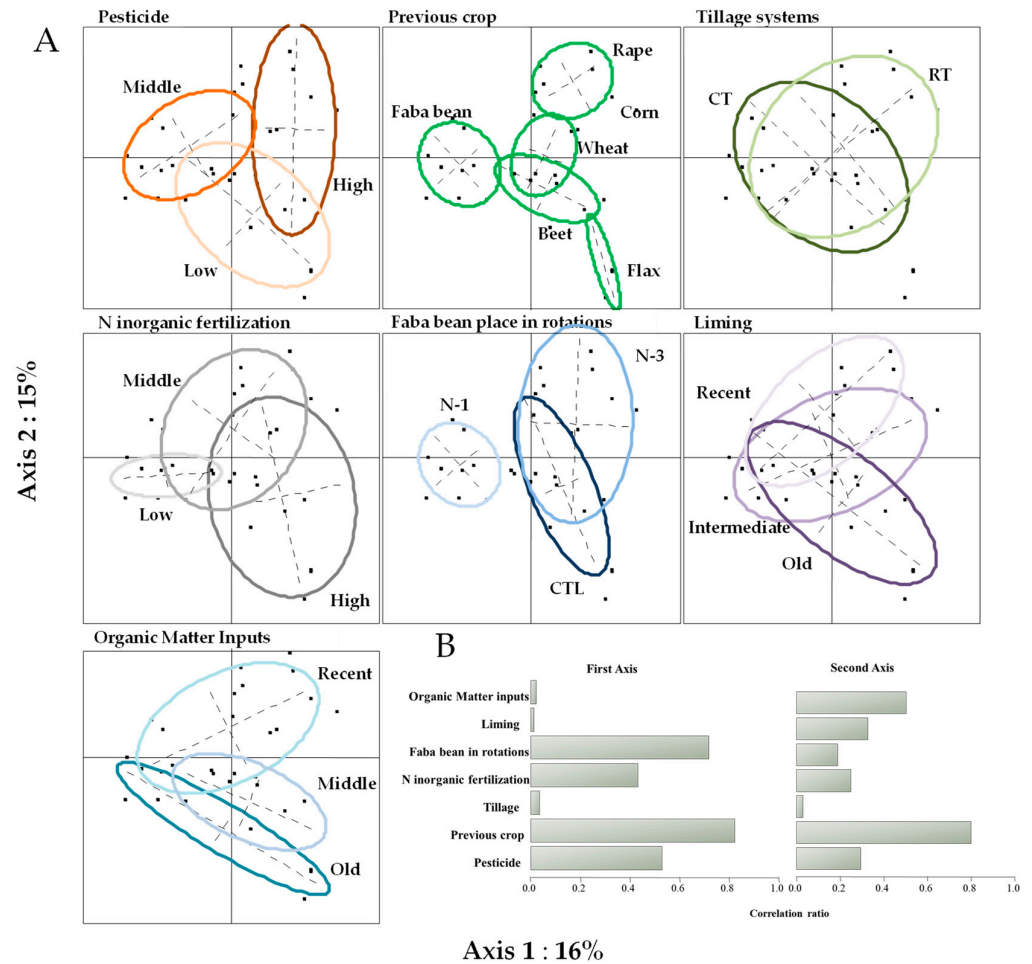 A
Pesticide
Middle
High
Low
Previous crop
Rape
Corn
Faba bean
Wheat
Beet
Flax
Tillage systems
CT
RT
N inorganic fertilization
Middle
Low
High
Faba bean place in rotations
N-3
N-1
CTL
Liming
Recent
Intermediate
Old
Organic Matter Inputs
Recent
Middle
Old
Axis 2 : 15%
Axis 1 : 16%
B
First Axis
Second Axis
Organic Matter inputs
Liming
Faba bean in rotations
N inorganic fertilization
Tillage
Previous crop
Pesticide
0.0 0.2 0.4 0.6 0.8 1.0
0.0 0.2 0.4 0.6 0.8 1.0
Correlation ratio